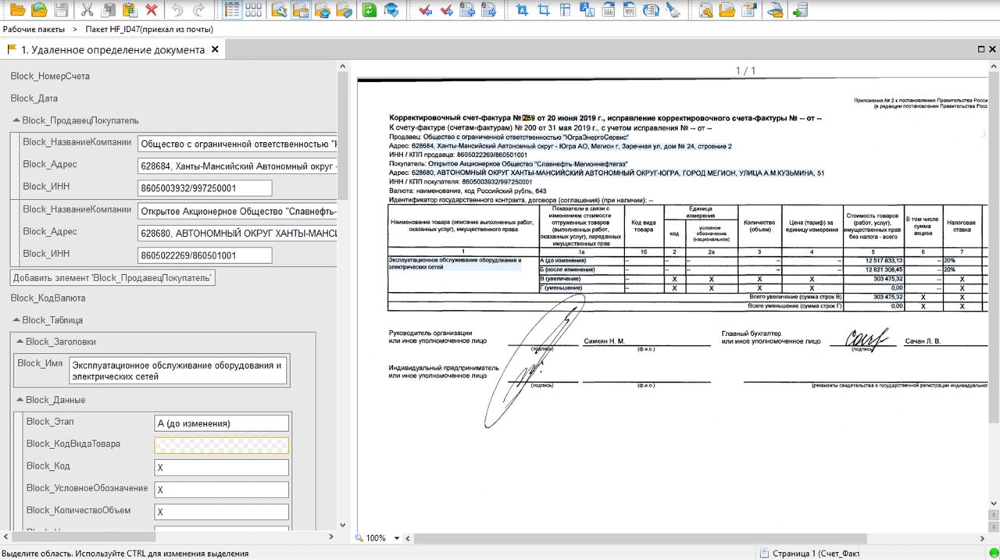 Рабочие пакеты > Пакет HF_ID47(приехал из почты)
1. Удаленное определение документа
Block_НомерСчета
Block_Дата
Block_ПродавецПокупатель
Block_НазваниеКомпании Общество с ограниченной ответственностью "
Block_Адрес 628684, Ханты-Мансийский Автономный округ -
Block_ИНН 8605003932/997250001
Block_НазваниеКомпании Открытое Акционерное Общество "Славнефть-
Block_Адрес 628680, АВТОНОМНЫЙ ОКРУГ ХАНТЫ-МАНСИ
Block_ИНН 8605022269/860501001
Добавить элемент 'Block_ПродавецПокупатель'
Block_КодВалюта
Block_Таблица
Block_Заголовки
Block_Имя Эксплуатационное обслуживание оборудования и
электрических сетей
Block_Данные
Block_Этап А (до изменения)
Block_КодВидаТовара
Block_Код X
Block_УсловноеОбозначение X
Block_КоличествоОбъем X
1 / 1
Приложение № 2 к постановлению Правительства Росси
(в редакции постановления Правительства Росс
Корректировочный счет-фактура № 259 от 20 июня 2019 г., исправление корректировочного счета-фактуры № -- от --
К счету-фактуре (счетам-фактурам) № 200 от 31 мая 2019 г., с учетом исправления № -- от --
Продавец: Общество с ограниченной ответственностью "ЮграЭнергоСервис"
Адрес: 628684, Ханты-Мансийский Автономный округ - Югра АО, Мегион г, Заречная ул, дом № 24, строение 2
ИНН / КПП продавца: 8605022269/860501001
Покупатель: Открытое Акционерное Общество "Славнефть-Мегионнефтегаз"
Адрес: 628680, АВТОНОМНЫЙ ОКРУГ ХАНТЫ-МАНСИЙСКИЙ АВТОНОМНЫЙ ОКРУГ-ЮГРА, ГОРОД МЕГИОН, УЛИЦА А.М.КУЗЬМИНА, 51
ИНН / КПП покупателя: 8605003932/997250001
Валюта: наименование, код Российский рубль, 643
Идентификатор государственного контракта, договора (соглашения) (при наличии): --
Наименование товара (описание выполненных работ,
оказанных услуг), имущественного права
Показатели в связи с
изменением стоимости
отгруженных товаров
(выполненных работ,
оказанных услуг), переданных
имущественных прав
Код вида
товара
Единица
измерения
код
условное
обозначение
(национальное)
Количество
(объем)
Цена (тариф) за
единицу измерения
Стоимость товаров
(работ, услуг),
имущественных прав
без налога - всего
В том числе
сумма
акциза
Налоговая
ставка
1 1а 1б 2 2а 3 4 5 6 7
Эксплуатационное обслуживание оборудования и
электрических сетей
А (до изменения) -- -- -- -- -- 12 517 833,13 -- 20%
Б (после изменения) -- -- -- -- -- 12 821 308,45 -- 20%
В (увеличение) -- X X X X 303 475,32 -- X
Г (уменьшение) -- X X X X 0,00 -- X
Всего увеличение (сумма строк В) 303 475,32 X X
Всего уменьшение (сумма строк Г) 0,00 X X
Руководитель организации
или иное уполномоченное лицо
(подпись)
Симкин Н. М.
(ф.и.о.)
Главный бухгалтер
или иное уполномоченное лицо
(подпись)
Сачан Л. В.
Индивидуальный предприниматель
или иное уполномоченное лицо
(подпись)
(ф.и.о.)
(реквизиты свидетельства о государственной регистрации индивидуально
100%
Выделите область. Используйте CTRL для изменения выделения
Страница 1 (Счет_Факт